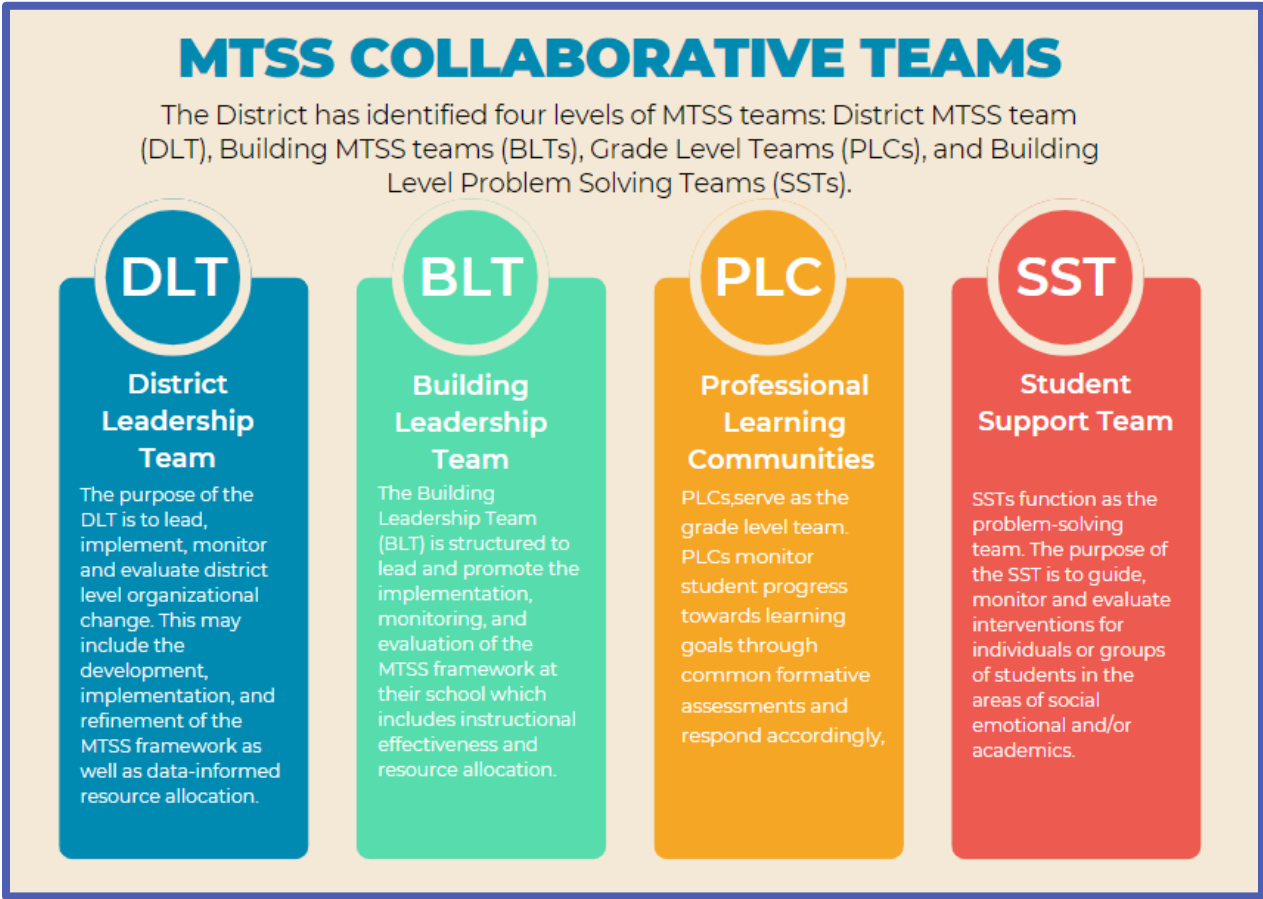 MTSS COLLABORATIVE TEAMS
The District has identified four levels of MTSS teams: District MTSS team
(DLT), Building MTSS teams (BLTs), Grade Level Teams (PLCs), and Building
Level Problem Solving Teams (SSTs).
DLT
District
Leadership
Team
The purpose of the
DLT is to lead,
implement, monitor
and evaluate district
level organizational
change. This may
include the
development,
implementation, and
refinement of the
MTSS framework as
well as data-informed
resource allocation.
BLT
Building
Leadership
Team
The Building
Leadership Team
(BLT) is structured to
lead and promote the
implementation,
monitoring, and
evaluation of the
MTSS framework at
their school which
includes instructional
effectiveness and
resource allocation.
PLC
Professional
Learning
Communities
PLCs,serve as the
grade level team.
PLCs monitor
student progress
towards learning
goals through
common formative
assessments and
respond accordingly,
SST
Student
Support Team
SSTs function as the
problem-solving
team. The purpose of
the SST is to guide,
monitor and evaluate
interventions for
individuals or groups
of students in the
areas of social
emotional and/or
academics.